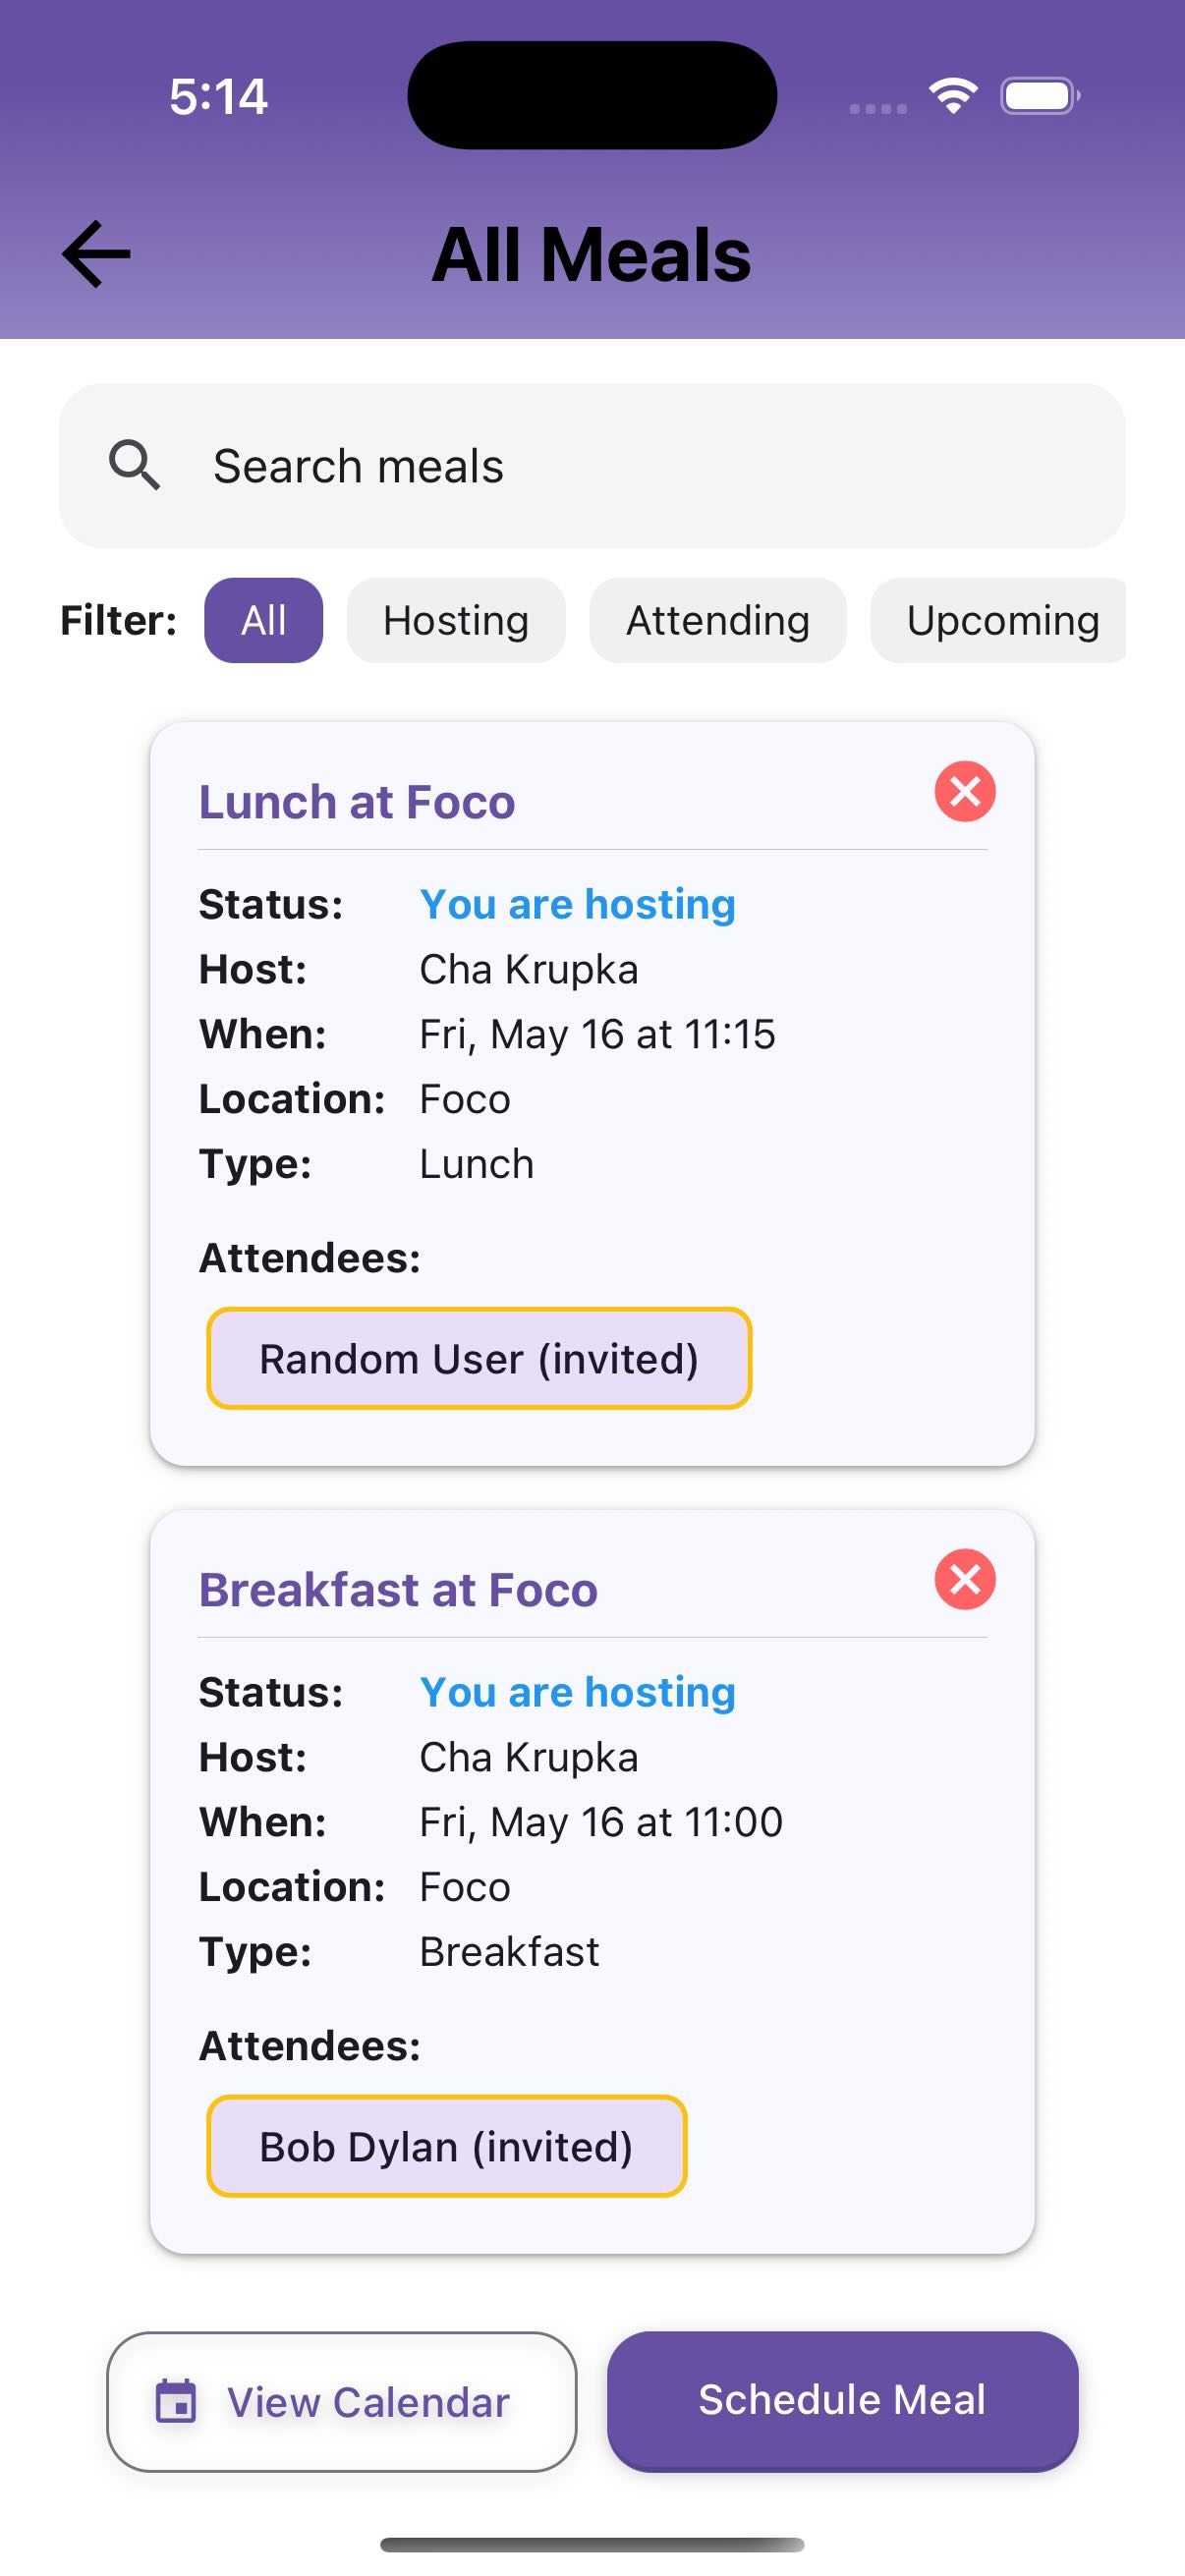 5:14
All Meals
Search meals
Filter: All Hosting Attending Upcoming
Lunch at Foco
Status: You are hosting
Host: Cha Krupka
When: Fri, May 16 at 11:15
Location: Foco
Type: Lunch
Attendees:
Random User (invited)
Breakfast at Foco
Status: You are hosting
Host: Cha Krupka
When: Fri, May 16 at 11:00
Location: Foco
Type: Breakfast
Attendees:
Bob Dylan (invited)
View Calendar Schedule Meal